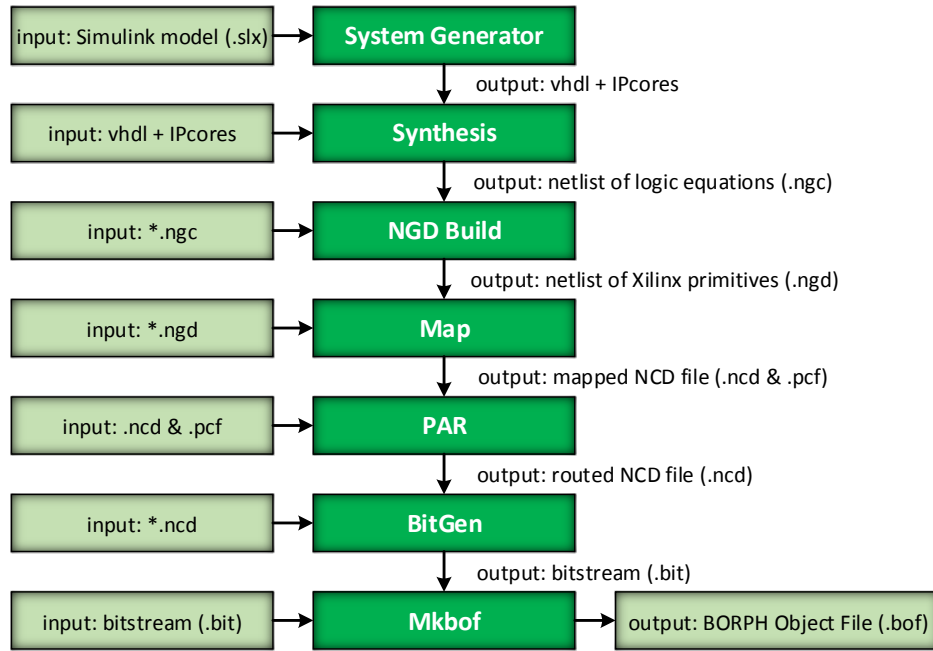 input: Simulink model (.slx)
System Generator
output: vhdl + IPcores
input: vhdl + IPcores
Synthesis
output: netlist of logic equations (.ngc)
input: *.ngc
NGD Build
output: netlist of Xilinx primitives (.ngd)
input: *.ngd
Map
output: mapped NCD file (.ncd & .pcf)
input: .ncd & .pcf
PAR
output: routed NCD file (.ncd)
input: *.ncd
BitGen
output: bitstream (.bit)
input: bitstream (.bit)
Mkbof
output: BORPH Object File (.bof)